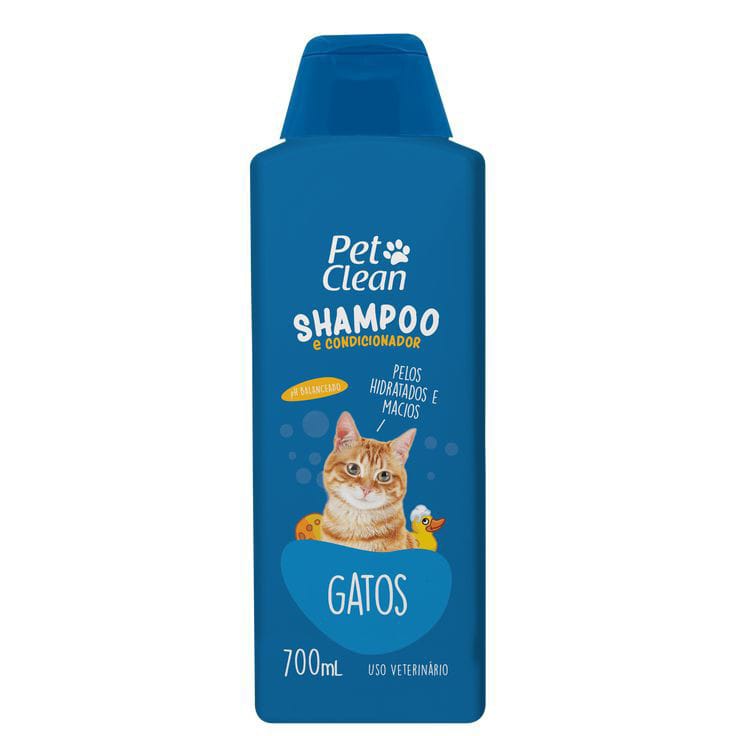 Pet
Clean
SHAMPOO
e CONDICIONADOR
pH BALANCEADO
PELOS
HIDRATADOS E
MACIOS
GATOS
700mL
USO VETERINÁRIO